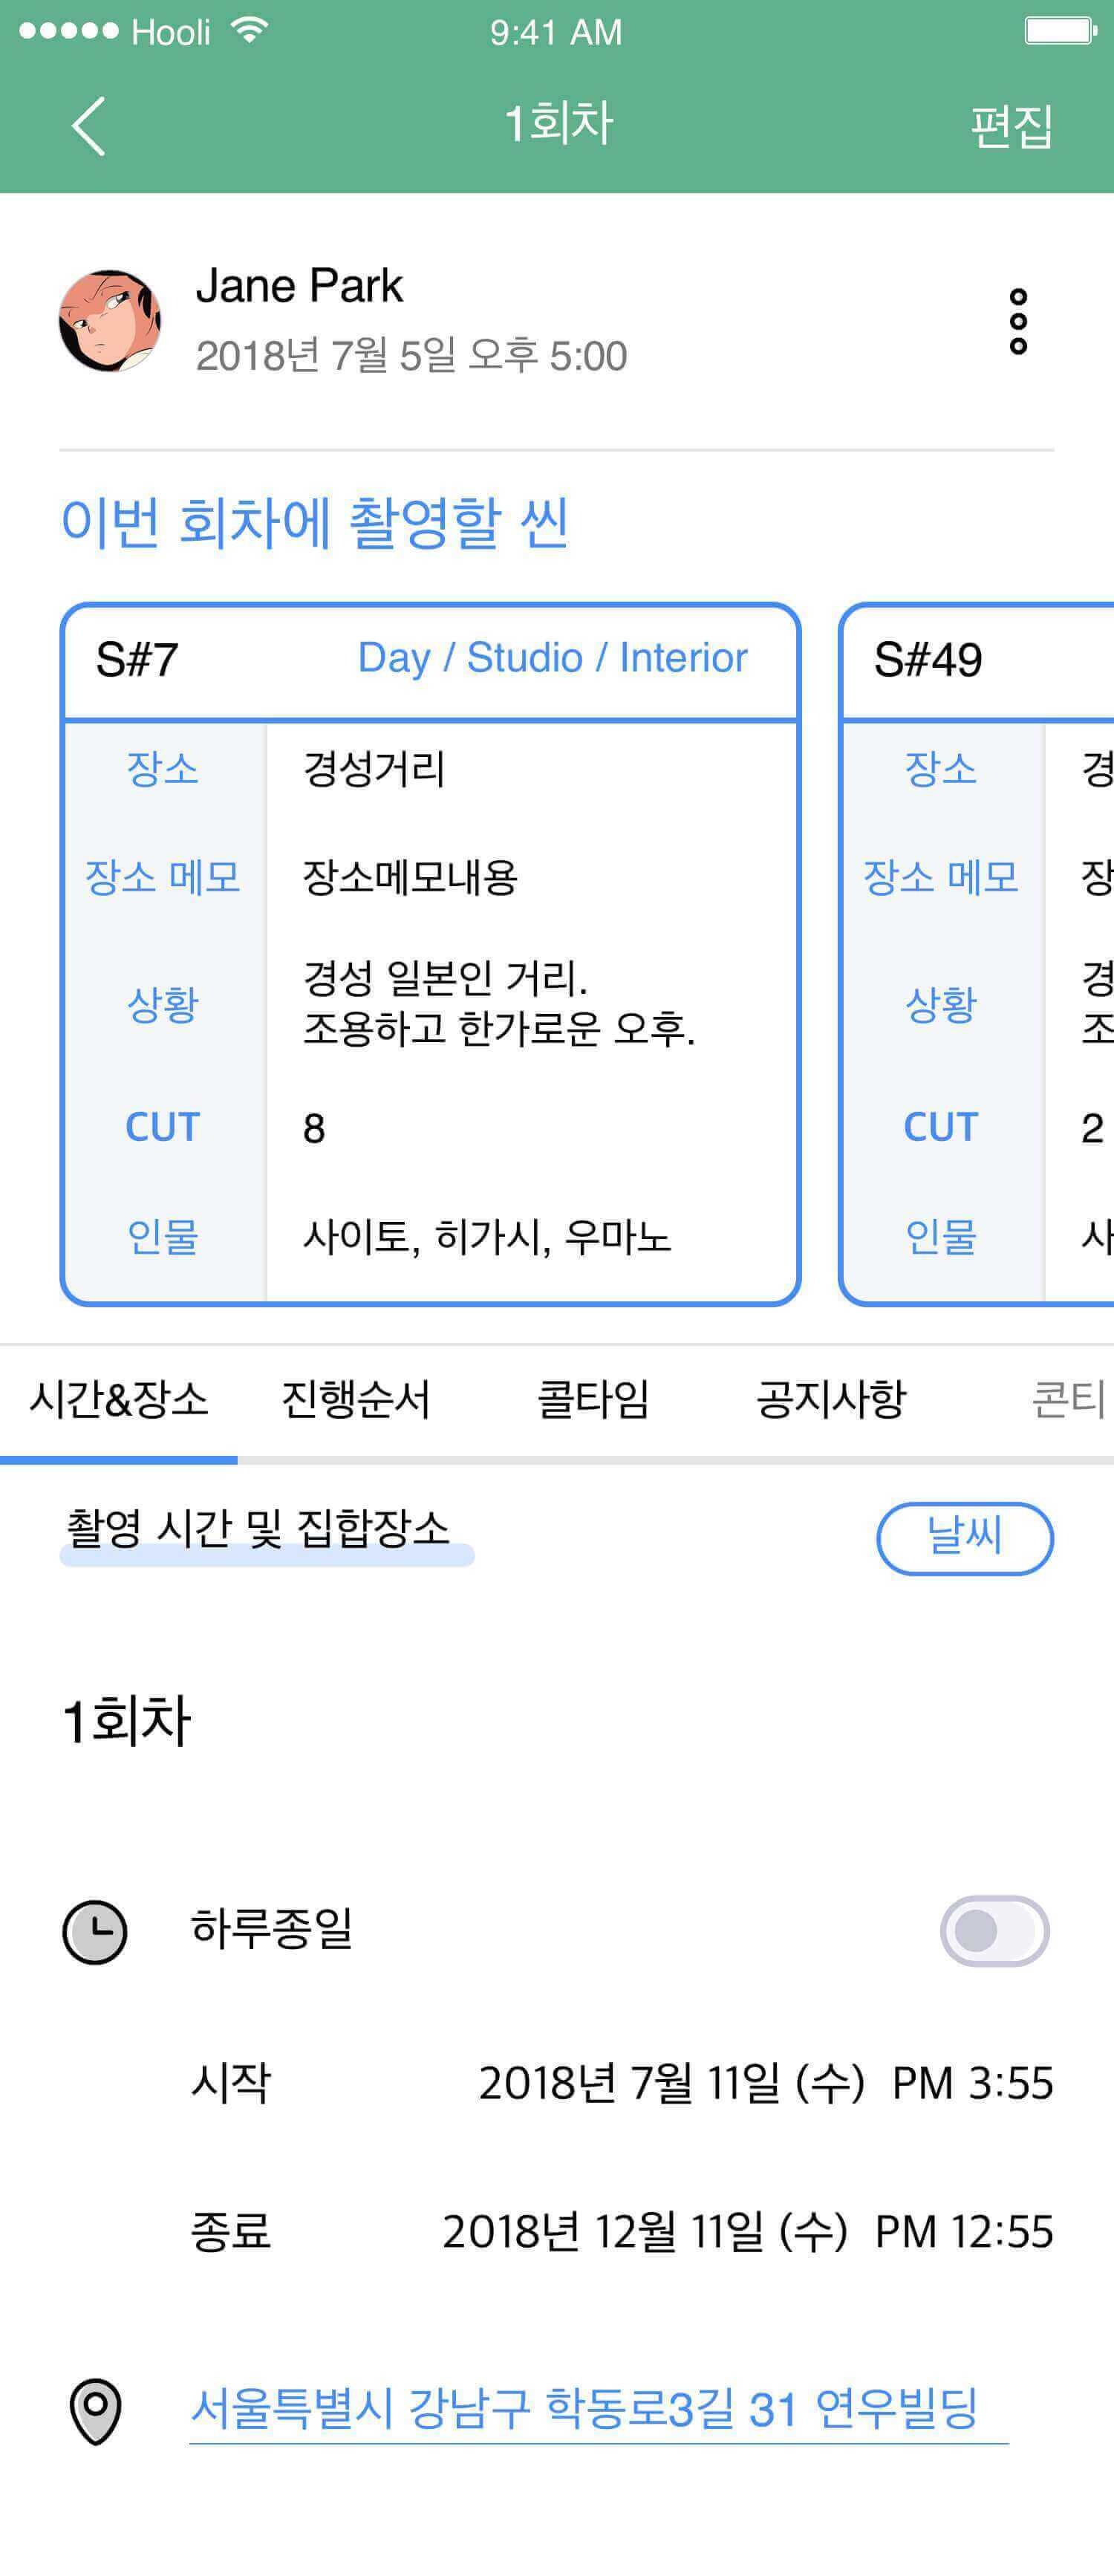 Hooli 9:41 AM
1회차 편집
Jane Park
2018년 7월 5일 오후 5:00
이번 회차에 촬영할 씬
S#7 Day / Studio / Interior
장소 경성거리
장소 메모 장소메모내용
상황 경성 일본인 거리.
조용하고 한가로운 오후.
CUT 8
인물 사이토, 히가시, 우마노
S#49
장소 경
장소 메모 장
상황 경
조
CUT 2
인물 사
시간&장소 진행순서 콜타임 공지사항 콘티
촬영 시간 및 집합장소 날씨
1회차
하루종일
시작 2018년 7월 11일 (수) PM 3:55
종료 2018년 12월 11일 (수) PM 12:55
서울특별시 강남구 학동로3길 31 연우빌딩